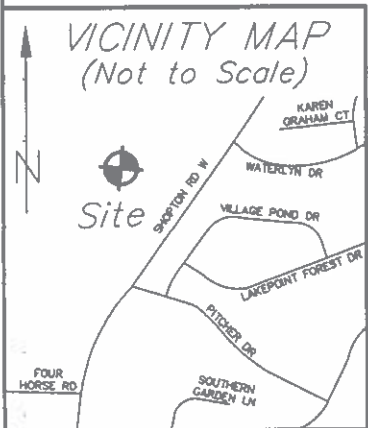 VICINITY MAP
(Not to Scale)
KAREN
GRAHAM CT
N
WATERLYN DR
SHOPTON RD W
Site
VILLAGE POND DR
LAKEPOINT FOREST DR
PITCHER DR
FOUR
HORSE RD
SOUTHERN
GARDEN LN